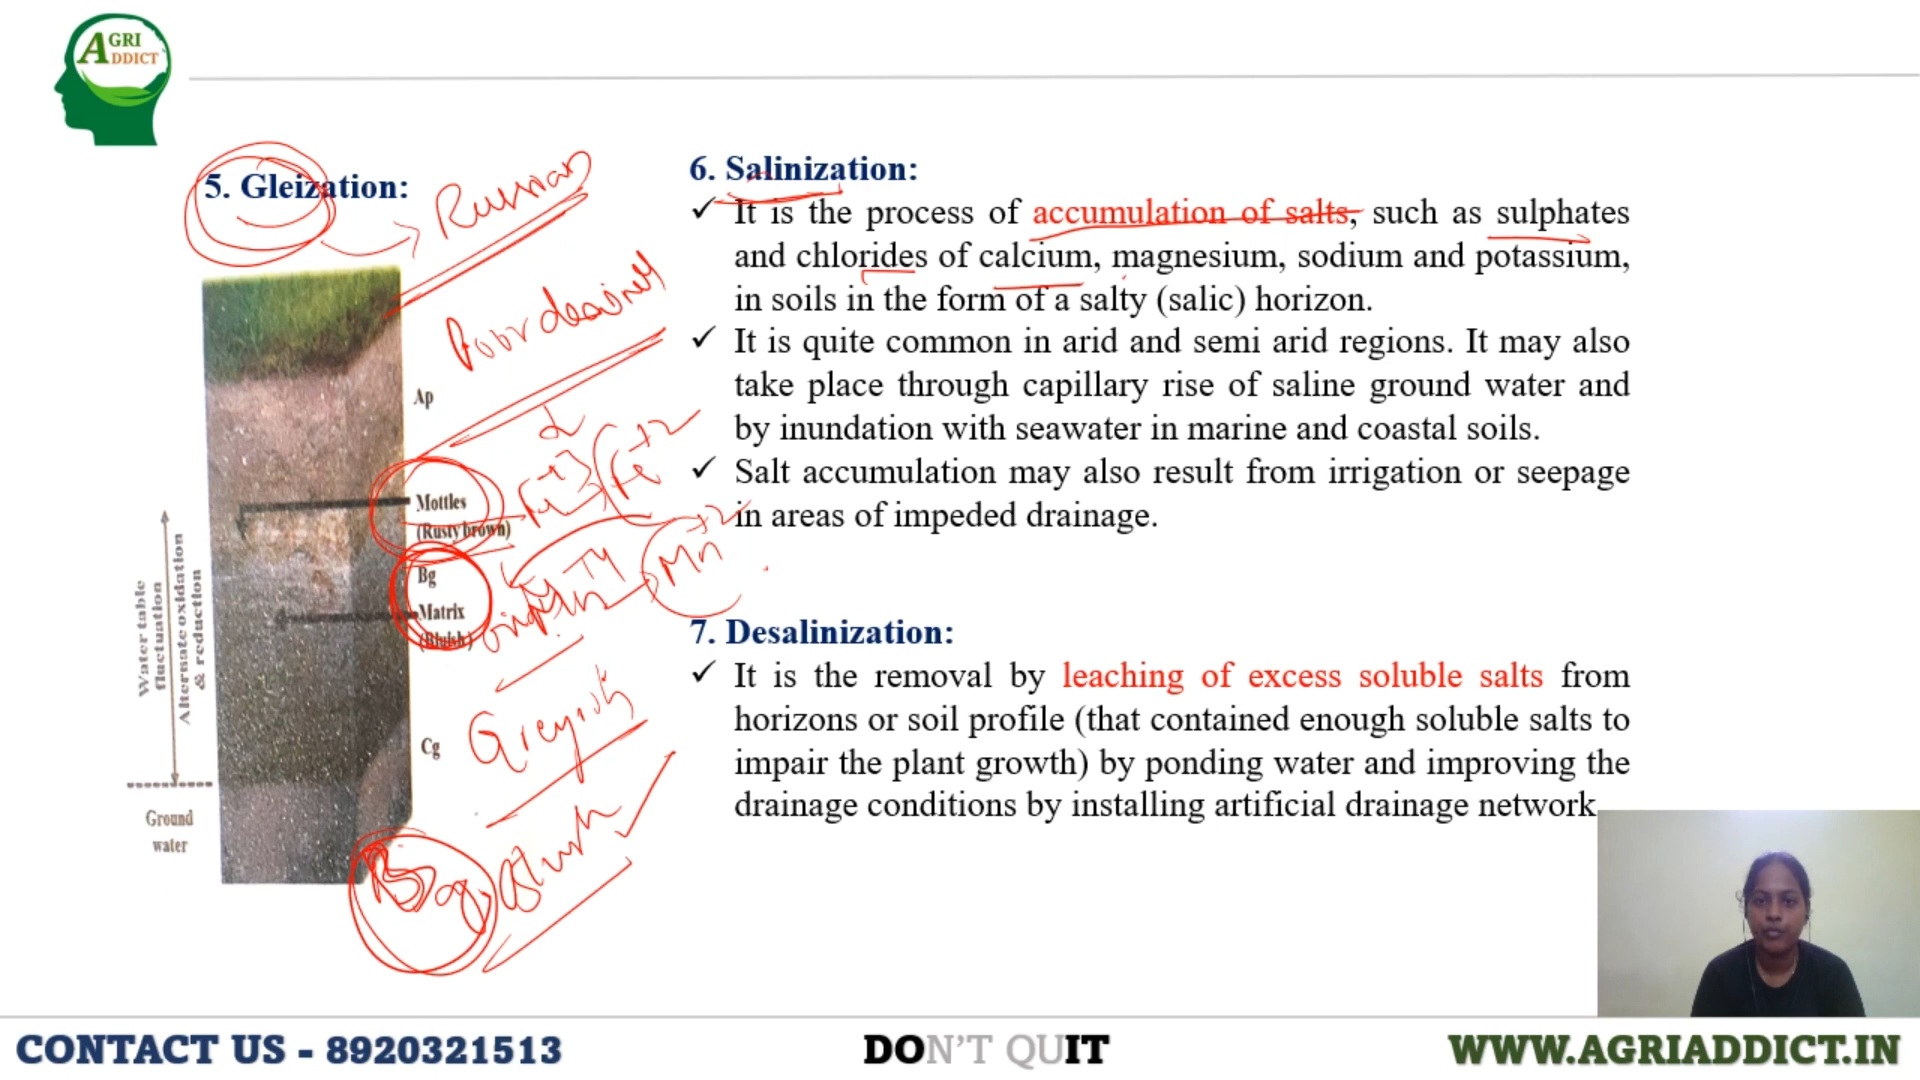 AGRI
ADDICT
5. Gleization:
Russian
Poor drained
Ap
Fe+3 Fe+2
Mottles
(Rusty brown)
Mn+2
Bg
Matrix
(Bluish)
Water table
fluctuation
Alternate oxidation
& reduction
Greyish
Cg
Ground
water
Bg Bluish
6. Salinization:
✓ It is the process of accumulation of salts, such as sulphates
and chlorides of calcium, magnesium, sodium and potassium,
in soils in the form of a salty (salic) horizon.
✓ It is quite common in arid and semi arid regions. It may also
take place through capillary rise of saline ground water and
by inundation with seawater in marine and coastal soils.
✓ Salt accumulation may also result from irrigation or seepage
in areas of impeded drainage.
7. Desalinization:
✓ It is the removal by leaching of excess soluble salts from
horizons or soil profile (that contained enough soluble salts to
impair the plant growth) by ponding water and improving the
drainage conditions by installing artificial drainage network
CONTACT US - 8920321513
DON'T QUIT
WWW.AGRIADDICT.IN